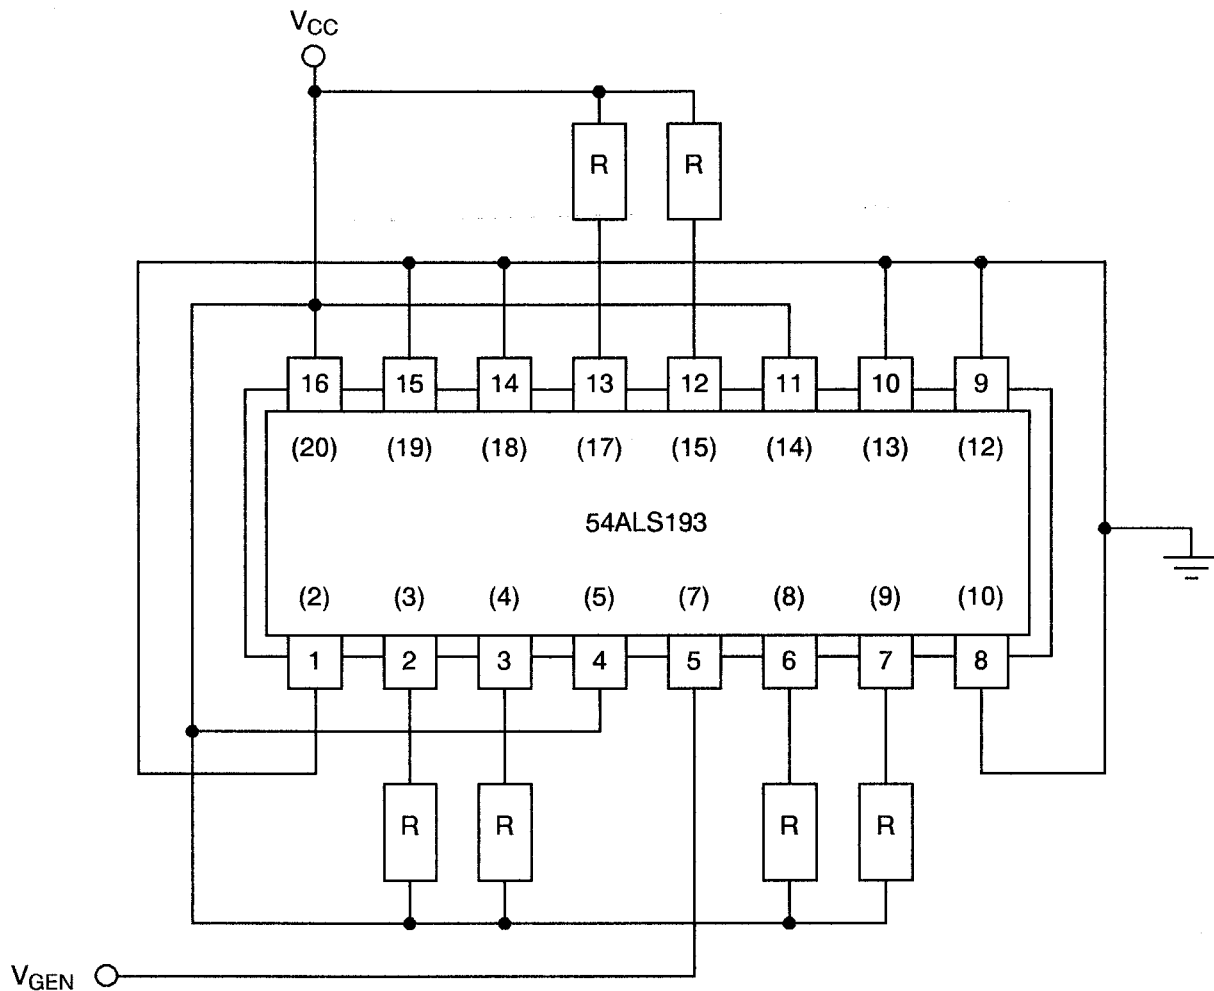 VCC
R R
16 15 14 13 12 11 10 9
(20) (19) (18) (17) (15) (14) (13) (12)
54ALS193
(2) (3) (4) (5) (7) (8) (9) (10)
1 2 3 4 5 6 7 8
R R R R
VGEN